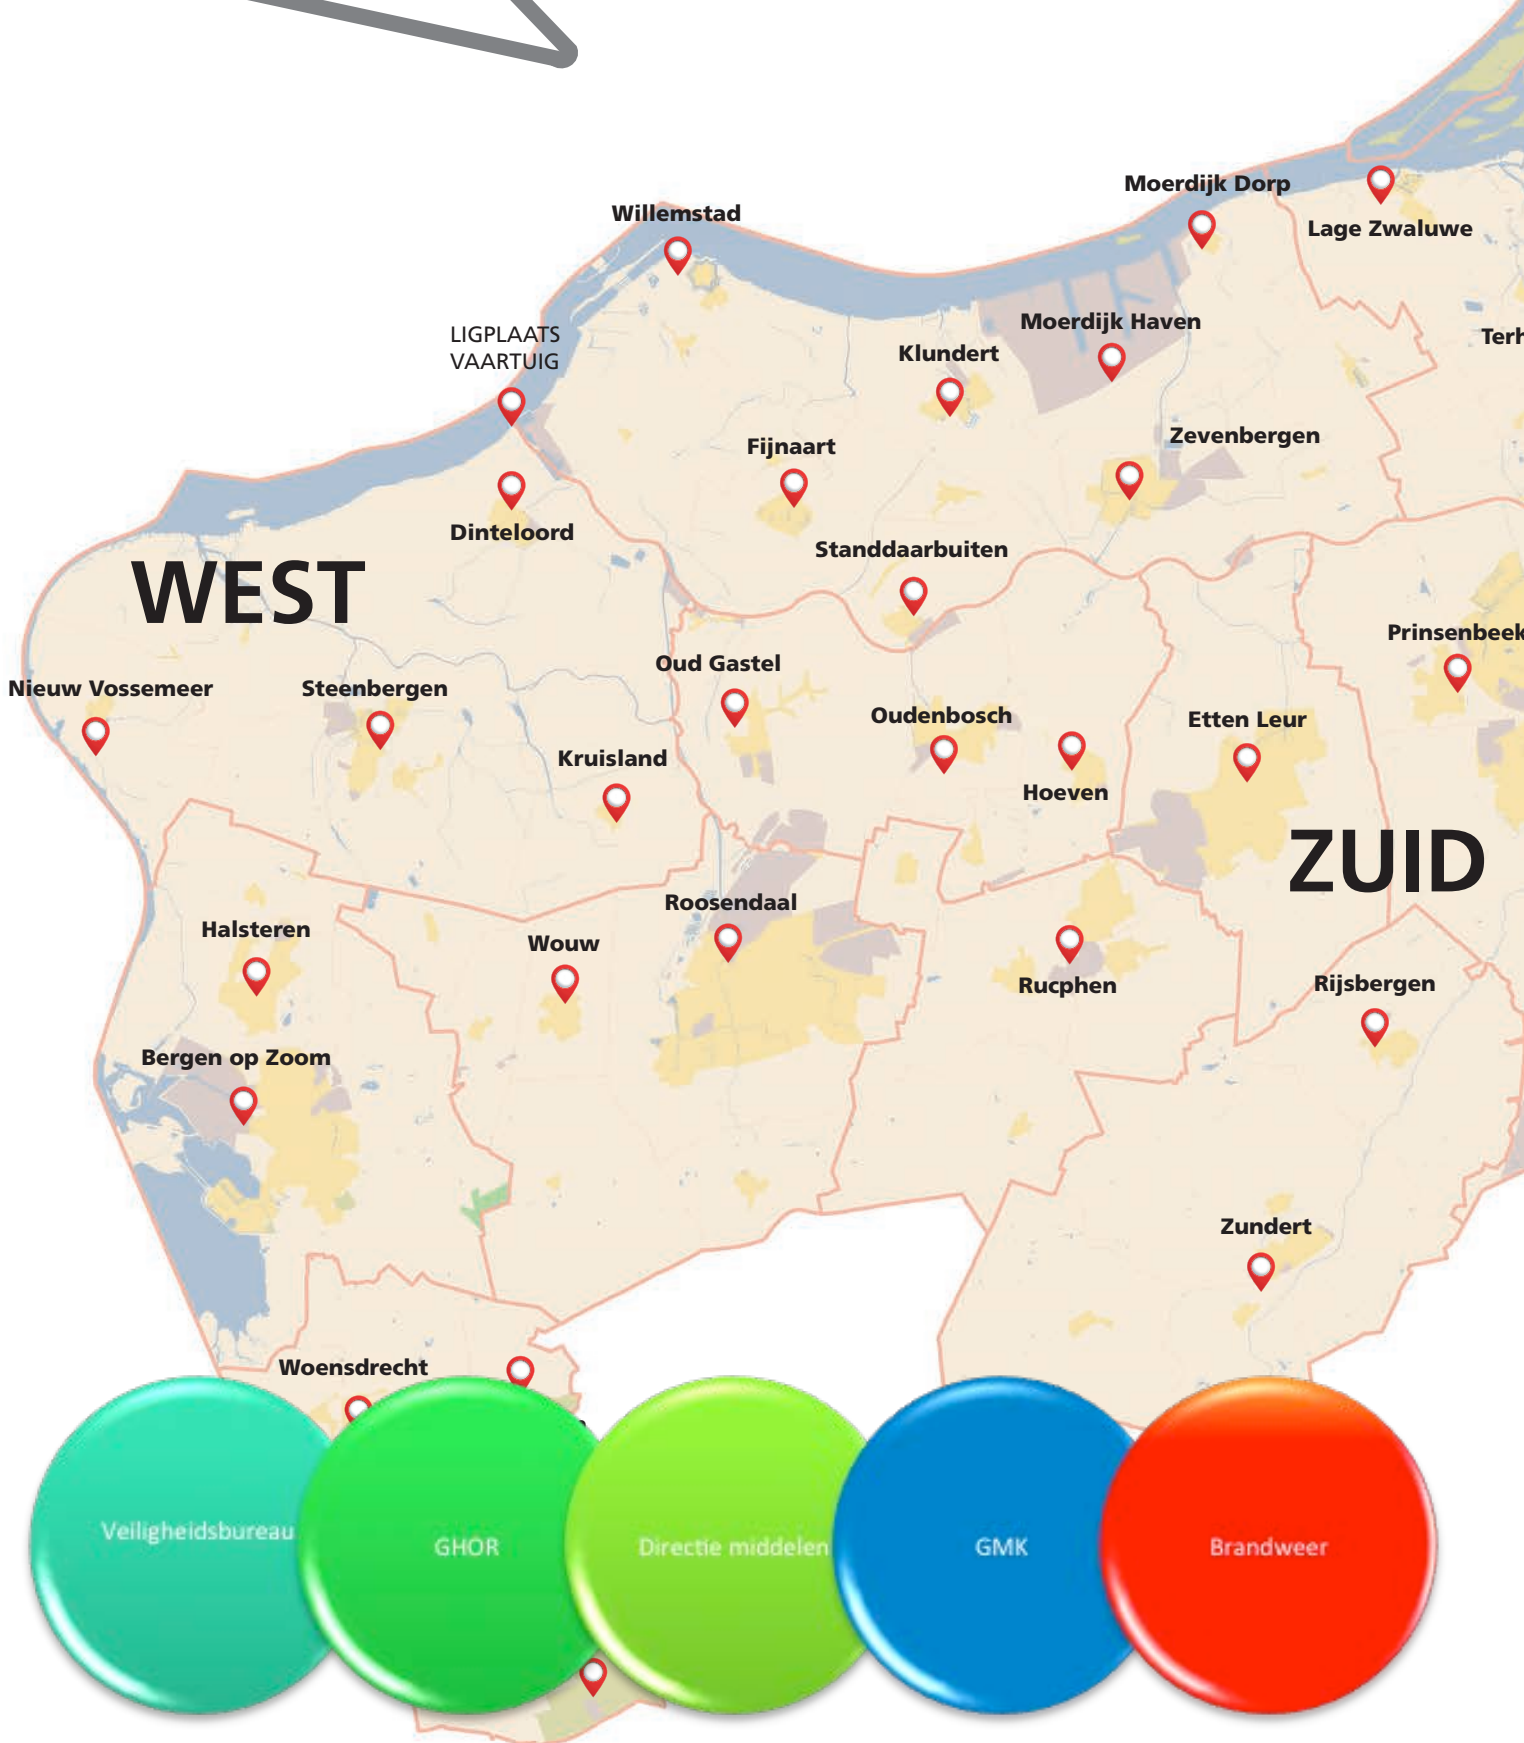 Moerdijk Dorp
Willemstad
Lage Zwaluwe
LIGPLAATS
VAARTUIG
Moerdijk Haven
Klundert
Fijnaart
Zevenbergen
Dinteloord
Standdaarbuiten
WEST
Prinsenbeek
Oud Gastel
Nieuw Vossemeer
Steenbergen
Oudenbosch
Etten Leur
Kruisland
Hoeven
ZUID
Roosendaal
Halsteren
Wouw
Rucphen
Rijsbergen
Bergen op Zoom
Zundert
Woensdrecht
Veiligheidsbureau
GHOR
Directie middelen
GMK
Brandweer